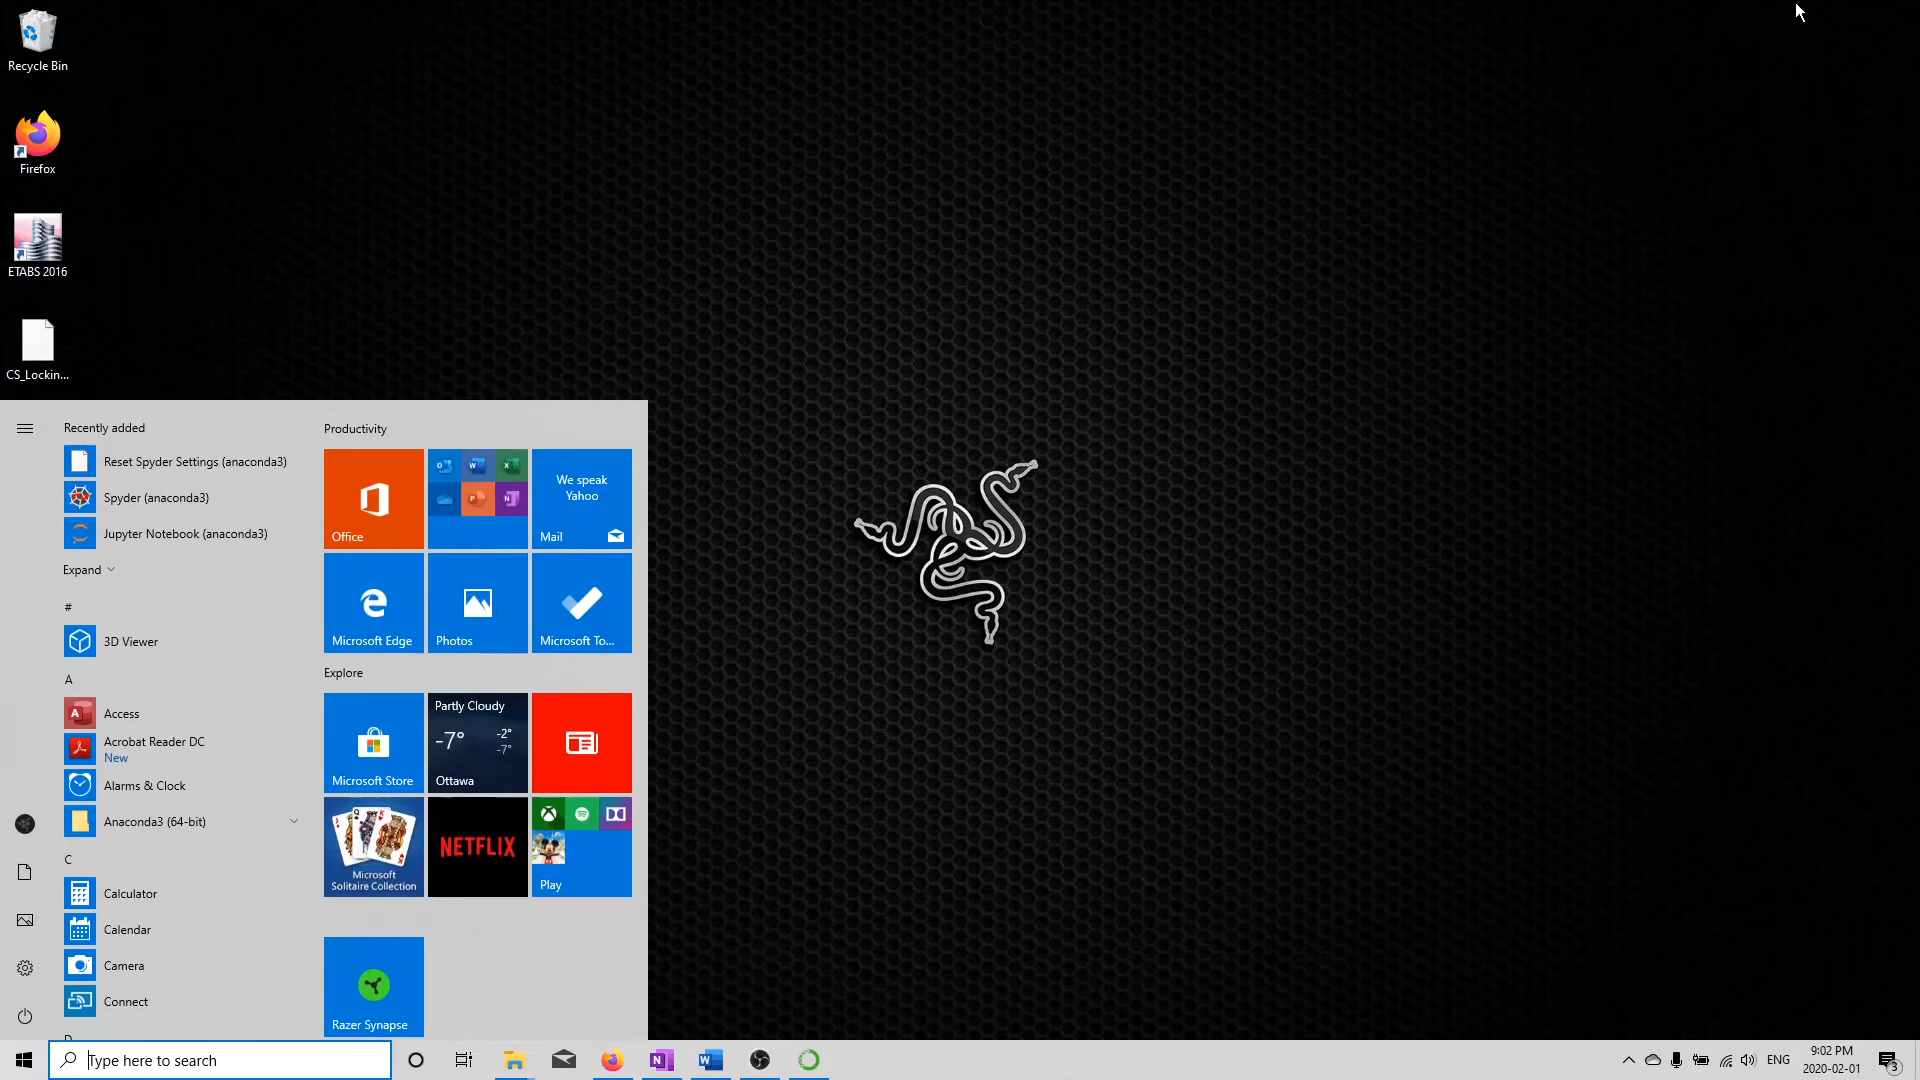 Recycle Bin
Firefox
ETABS 2016
CS_Lockin...
Recently added
Reset Spyder Settings (anaconda3)
Spyder (anaconda3)
Jupyter Notebook (anaconda3)
Expand
#
3D Viewer
A
Access
Acrobat Reader DC
New
Alarms & Clock
Anaconda3 (64-bit)
C
Calculator
Calendar
Camera
Connect
Productivity
Office
We speak
Yahoo
Mail
Microsoft Edge
Photos
Microsoft To...
Explore
Microsoft Store
Partly Cloudy
-7°
-2°
-7°
Ottawa
Microsoft
Solitaire Collection
NETFLIX
Play
Razer Synapse
Type here to search
ENG
9:02 PM
2020-02-01
3